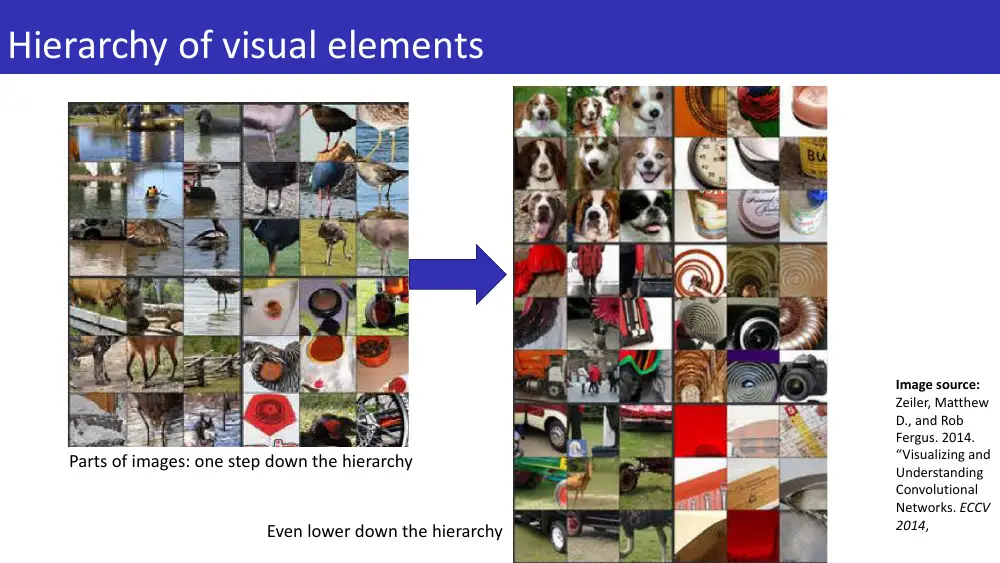 Hierarchy of visual elements
Parts of images: one step down the hierarchy
Even lower down the hierarchy
Image source:
Zeiler, Matthew
D., and Rob
Fergus. 2014.
“Visualizing and
Understanding
Convolutional
Networks. ECCV
2014,
BU